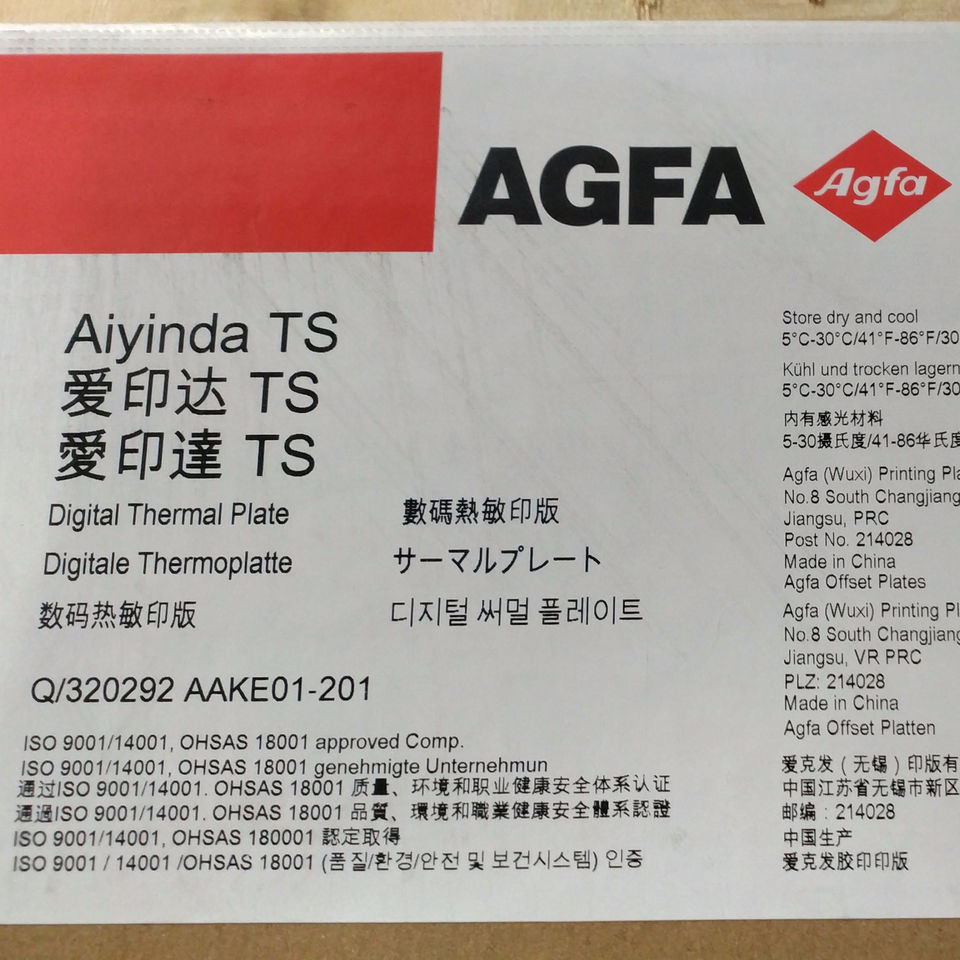 AGFA
Agfa
Aiyinda TS
爱印达 TS
愛印達 TS
Digital Thermal Plate
數碼熱敏印版
Digitale Thermoplatte
サーマルプレート
数码热敏印版
디지털 써멀 플레이트
Q/320292 AAKE01-201
ISO 9001/14001, OHSAS 18001 approved Comp.
ISO 9001/14001, OHSAS 18001 genehmigte Unternehmun
通过ISO 9001/14001. OHSAS 18001 质量、环境和职业健康安全体系认证
通過ISO 9001/14001. OHSAS 18001 品質、環境和職業健康安全體系認證
ISO 9001/14001, OHSAS 180001 認定取得
ISO 9001 / 14001 /OHSAS 18001 (품질/환경/안전 및 보건시스템) 인증
Store dry and cool
5°C-30°C/41°F-86°F/30
Kühl und trocken lagern
5°C-30°C/41°F-86°F/30
内有感光材料
5-30摄氏度/41-86华氏度
Agfa (Wuxi) Printing
No.8 South Changjiang
Jiangsu, PRC
Post No. 214028
Made in China
Agfa Offset Plates
Agfa (Wuxi) Printing
No.8 South Changjiang
Jiangsu, VR PRC
PLZ: 214028
Made in China
Agfa Offset Platten
爱克发（无锡）印版有
中国江苏省无锡市新区
邮编：214028
中国生产
爱克发胶印印版